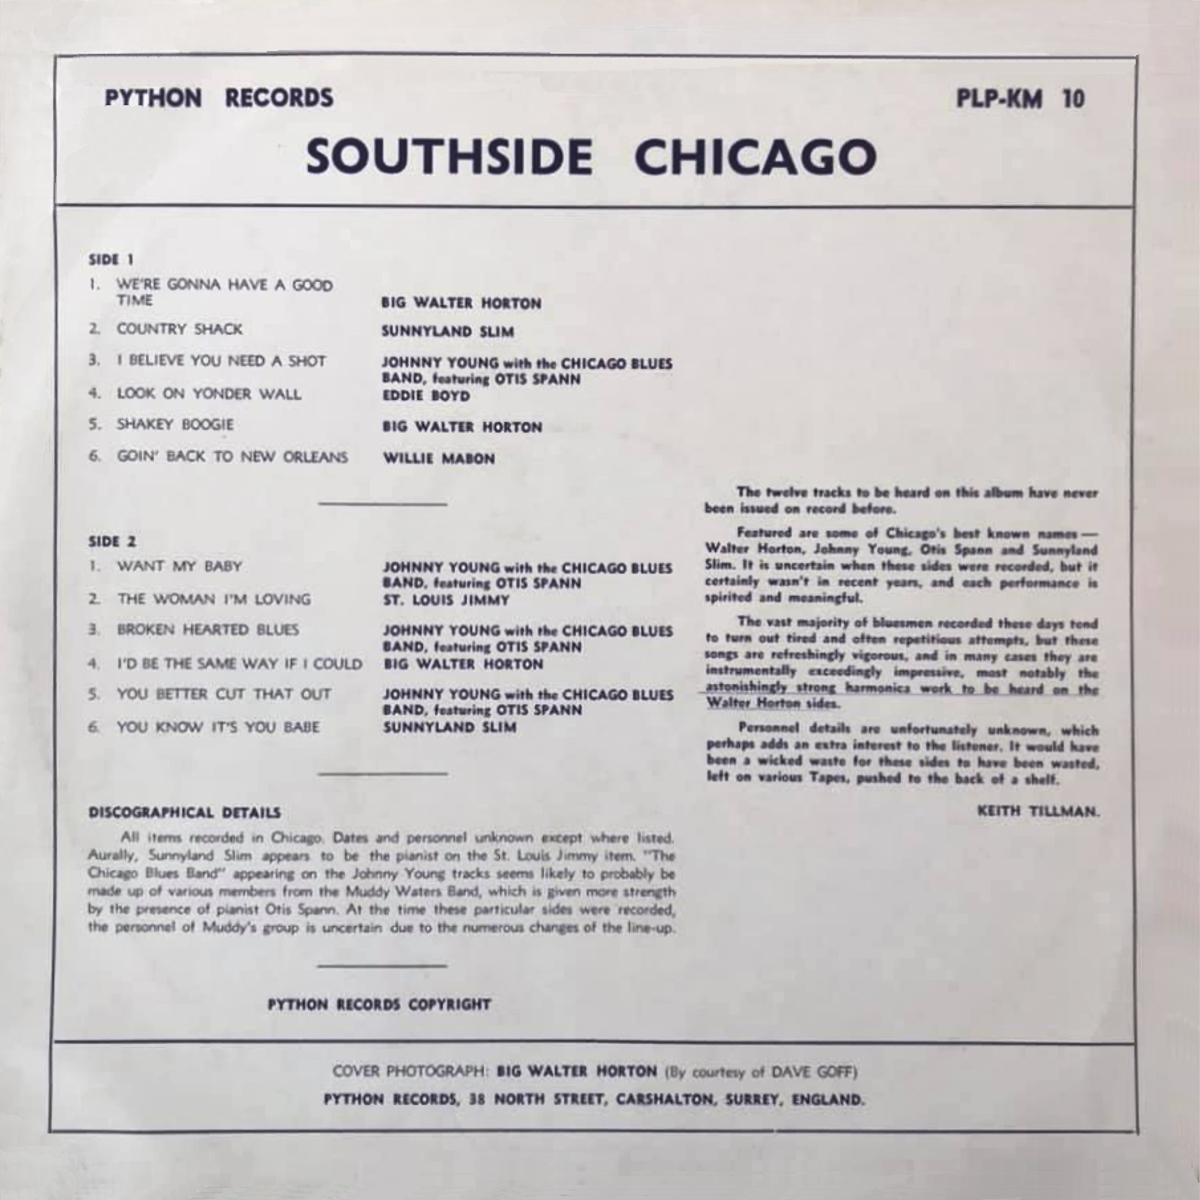 PYTHON RECORDS PLP-KM 10
SOUTHSIDE CHICAGO
SIDE 1
1. WE'RE GONNA HAVE A GOOD
TIME BIG WALTER HORTON
2. COUNTRY SHACK SUNNYLAND SLIM
3. I BELIEVE YOU NEED A SHOT JOHNNY YOUNG with the CHICAGO BLUES
BAND, featuring OTIS SPANN
4. LOOK ON YONDER WALL EDDIE BOYD
5. SHAKEY BOOGIE BIG WALTER HORTON
6. GOIN' BACK TO NEW ORLEANS WILLIE MABON
SIDE 2
1. WANT MY BABY JOHNNY YOUNG with the CHICAGO BLUES
BAND, featuring OTIS SPANN
2. THE WOMAN I'M LOVING ST. LOUIS JIMMY
3. BROKEN HEARTED BLUES JOHNNY YOUNG with the CHICAGO BLUES
BAND, featuring OTIS SPANN
4. I'D BE THE SAME WAY IF I COULD BIG WALTER HORTON
5. YOU BETTER CUT THAT OUT JOHNNY YOUNG with the CHICAGO BLUES
BAND, featuring OTIS SPANN
6. YOU KNOW IT'S YOU BABE SUNNYLAND SLIM
DISCOGRAPHICAL DETAILS
All items recorded in Chicago. Dates and personnel unknown except where listed.
Aurally, Sunnyland Slim appears to be the pianist on the St. Louis Jimmy item. "The
Chicago Blues Band" appearing on the Johnny Young tracks seems likely to probably be
made up of various members from the Muddy Waters Band, which is given more strength
by the presence of pianist Otis Spann. At the time these particular sides were recorded,
the personnel of Muddy's group is uncertain due to the numerous changes of the line-up.
PYTHON RECORDS COPYRIGHT
The twelve tracks to be heard on this album have never
been issued on record before.
Featured are some of Chicago's best known names —
Walter Horton, Johnny Young, Otis Spann and Sunnyland
Slim. It is uncertain when these sides were recorded, but it
certainly wasn't in recent years, and each performance is
spirited and meaningful.
The vast majority of bluesmen recorded these days tend
to turn out tired and often repetitious attempts, but these
songs are refreshingly vigorous, and in many cases they are
instrumentally exceedingly impressive, most notably the
astonishingly strong harmonica work to be heard on the
Walter Horton sides.
Personnel details are unfortunately unknown, which
perhaps adds an extra interest to the listener. It would have
been a wicked waste for these sides to have been wasted,
left on various Tapes, pushed to the back of a shelf.
KEITH TILLMAN.
COVER PHOTOGRAPH: BIG WALTER HORTON (By courtesy of DAVE GOFF)
PYTHON RECORDS, 38 NORTH STREET, CARSHALTON, SURREY, ENGLAND.